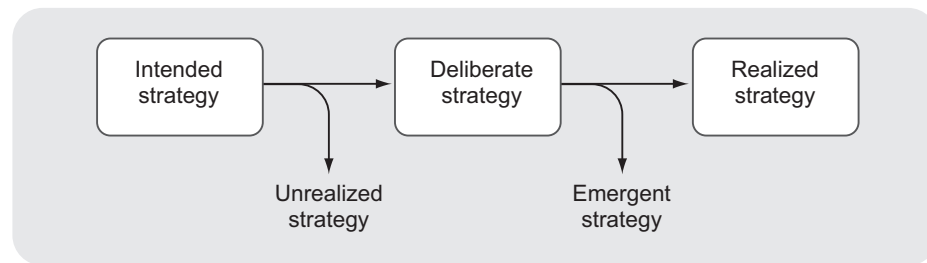 Intended
strategy
Deliberate
strategy
Realized
strategy
Unrealized
strategy
Emergent
strategy